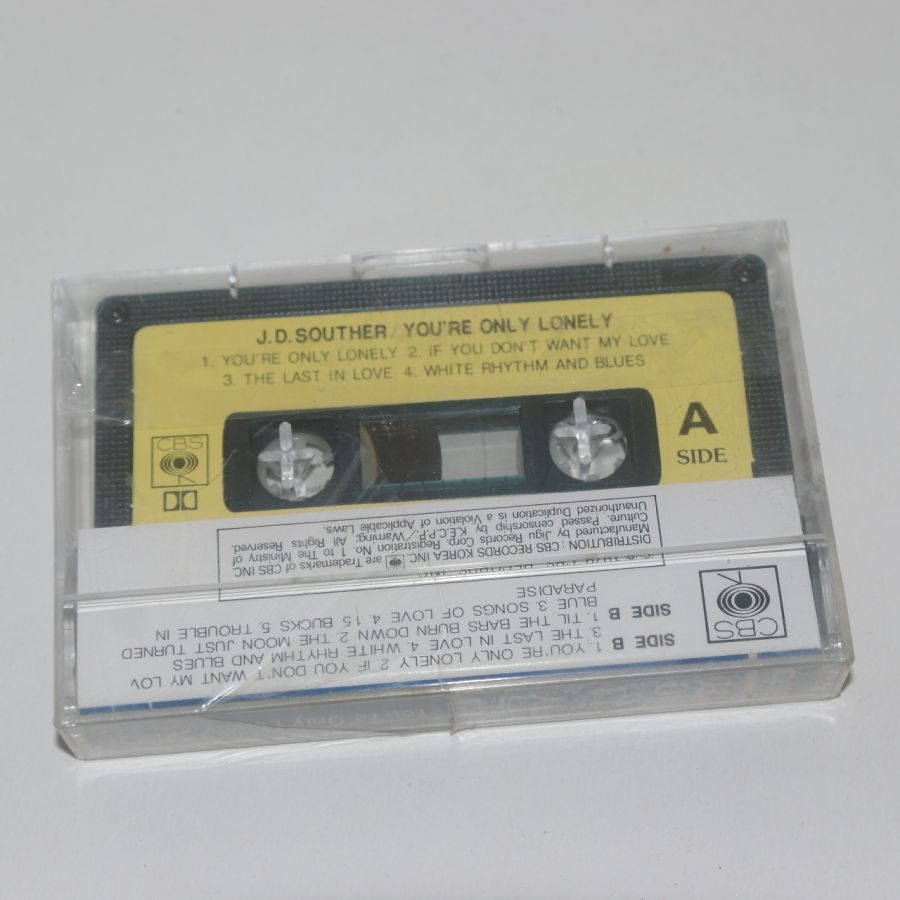 J.D.SOUTHER/YOU'RE ONLY LONELY
1. YOU'RE ONLY LONELY 2. IF YOU DON'T WANT MY LOVE
3. THE LAST IN LOVE 4. WHITE RHYTHM AND BLUES
A
SIDE
CBS
CBS
SIDE B
1. YOU'RE ONLY LONELY 2. IF YOU DON'T WANT MY LOV
3. THE LAST IN LOVE 4. WHITE RHYTHM AND BLUES
SIDE B
1. 'TIL THE BARS BURN DOWN 2. THE MOON JUST TURNED
BLUE 3. SONGS OF LOVE 4. 15 BUCKS 5. TROUBLE IN
PARADISE
CBS INC. are Trademarks of CBS INC.
DISTRIBUTION : CBS RECORDS KOREA INC.
Manufactured by Jigu Records Corp. Registration No. 1 to The Ministry of
Culture. Passed censorship by K.E.C.P.P./Warning; All Rights Reserved.
Unauthorized Duplication is a Violation of Applicable Laws.
You're Only